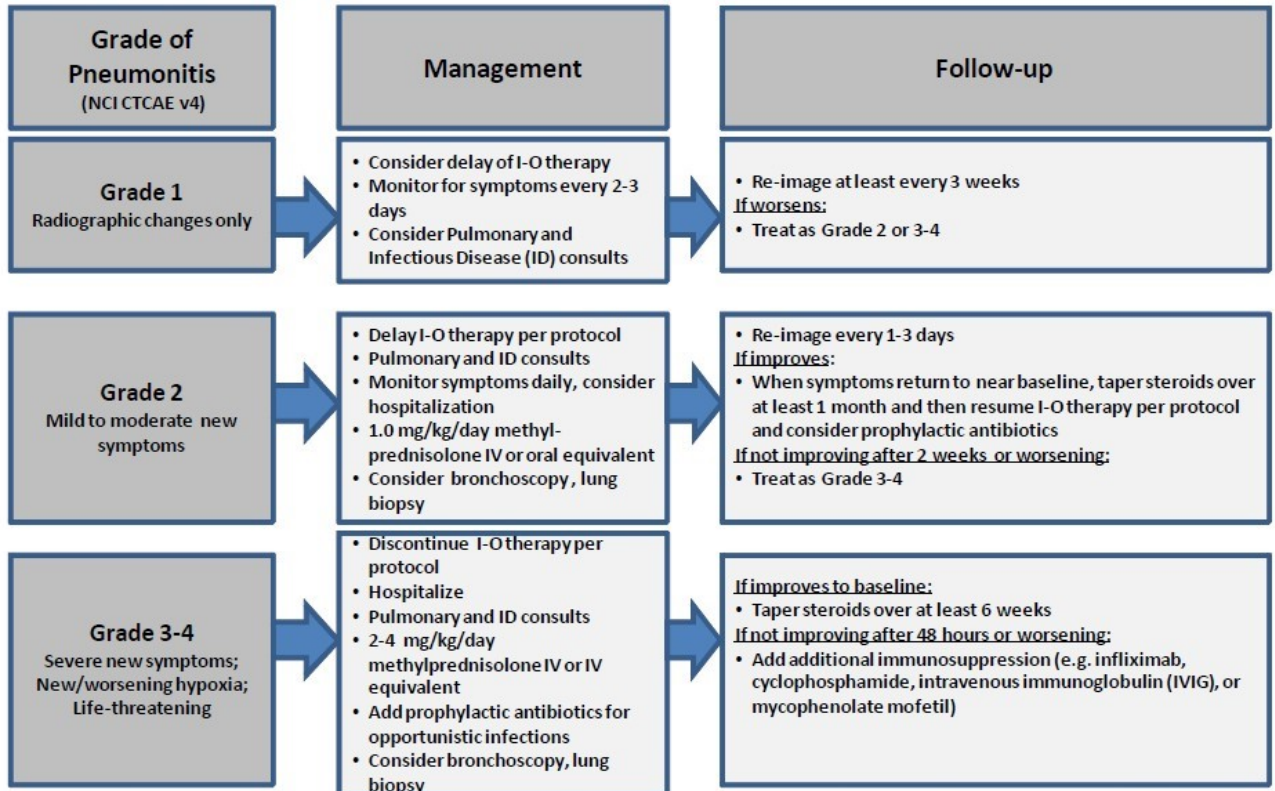 Grade of
Pneumonitis
(NCI CTCAE v4)
Management
Follow-up
Grade 1
Radiographic changes only
• Consider delay of I-O therapy
• Monitor for symptoms every 2-3
days
• Consider Pulmonary and
Infectious Disease (ID) consults
• Re-image at least every 3 weeks
If worsens:
• Treat as Grade 2 or 3-4
Grade 2
Mild to moderate new
symptoms
• Delay I-O therapy per protocol
• Pulmonary and ID consults
• Monitor symptoms daily, consider
hospitalization
• 1.0 mg/kg/day methyl-
prednisolone IV or oral equivalent
• Consider bronchoscopy, lung
biopsy
• Re-image every 1-3 days
If improves:
• When symptoms return to near baseline, taper steroids over
at least 1 month and then resume I-O therapy per protocol
and consider prophylactic antibiotics
If not improving after 2 weeks or worsening:
• Treat as Grade 3-4
Grade 3-4
Severe new symptoms;
New/worsening hypoxia;
Life-threatening
• Discontinue I-O therapy per
protocol
• Hospitalize
• Pulmonary and ID consults
• 2-4 mg/kg/day
methylprednisolone IV or IV
equivalent
• Add prophylactic antibiotics for
opportunistic infections
• Consider bronchoscopy, lung
biopsy
If improves to baseline:
• Taper steroids over at least 6 weeks
If not improving after 48 hours or worsening:
• Add additional immunosuppression (e.g. infliximab,
cyclophosphamide, intravenous immunoglobulin (IVIG), or
mycophenolate mofetil)